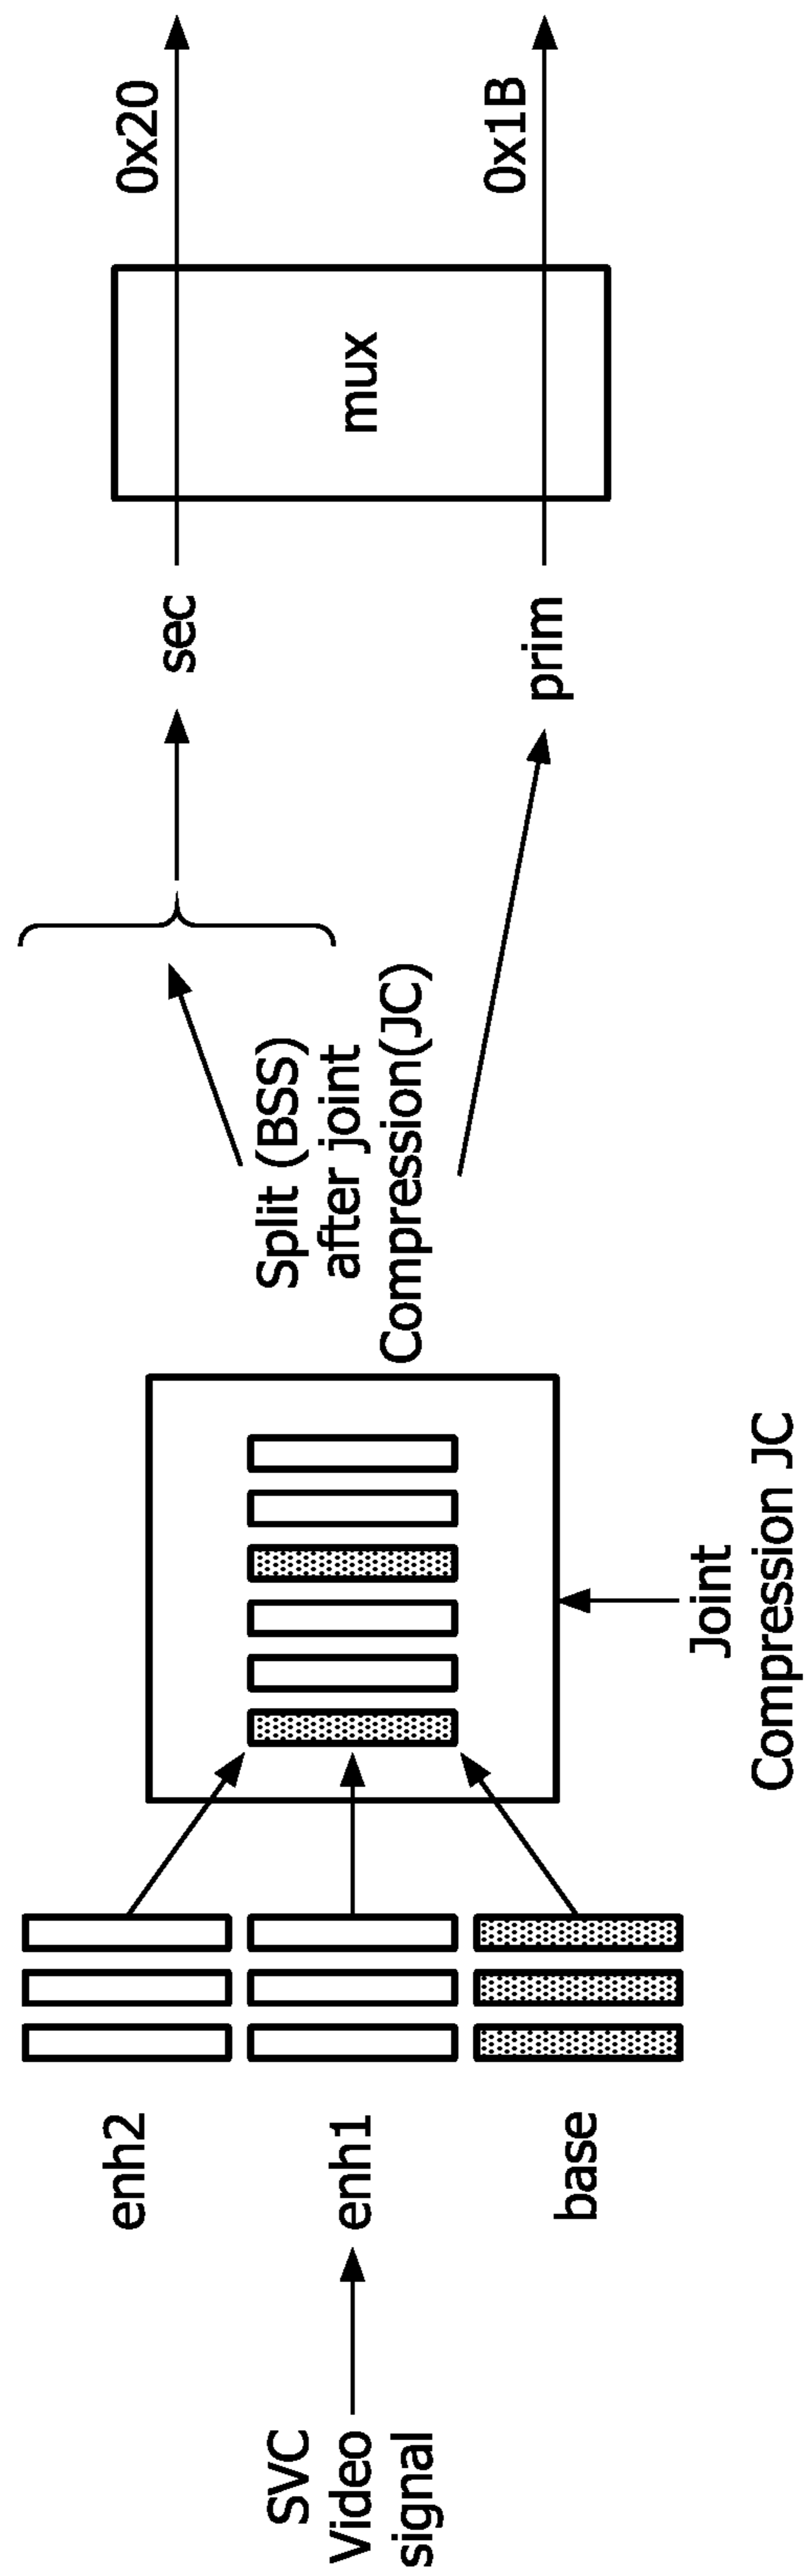 SVC
Video
signal
enh2
enh1
base
Joint
Compression JC
Split (BSS)
after joint
Compression(JC)
sec
prim
mux
0x20
0x1B